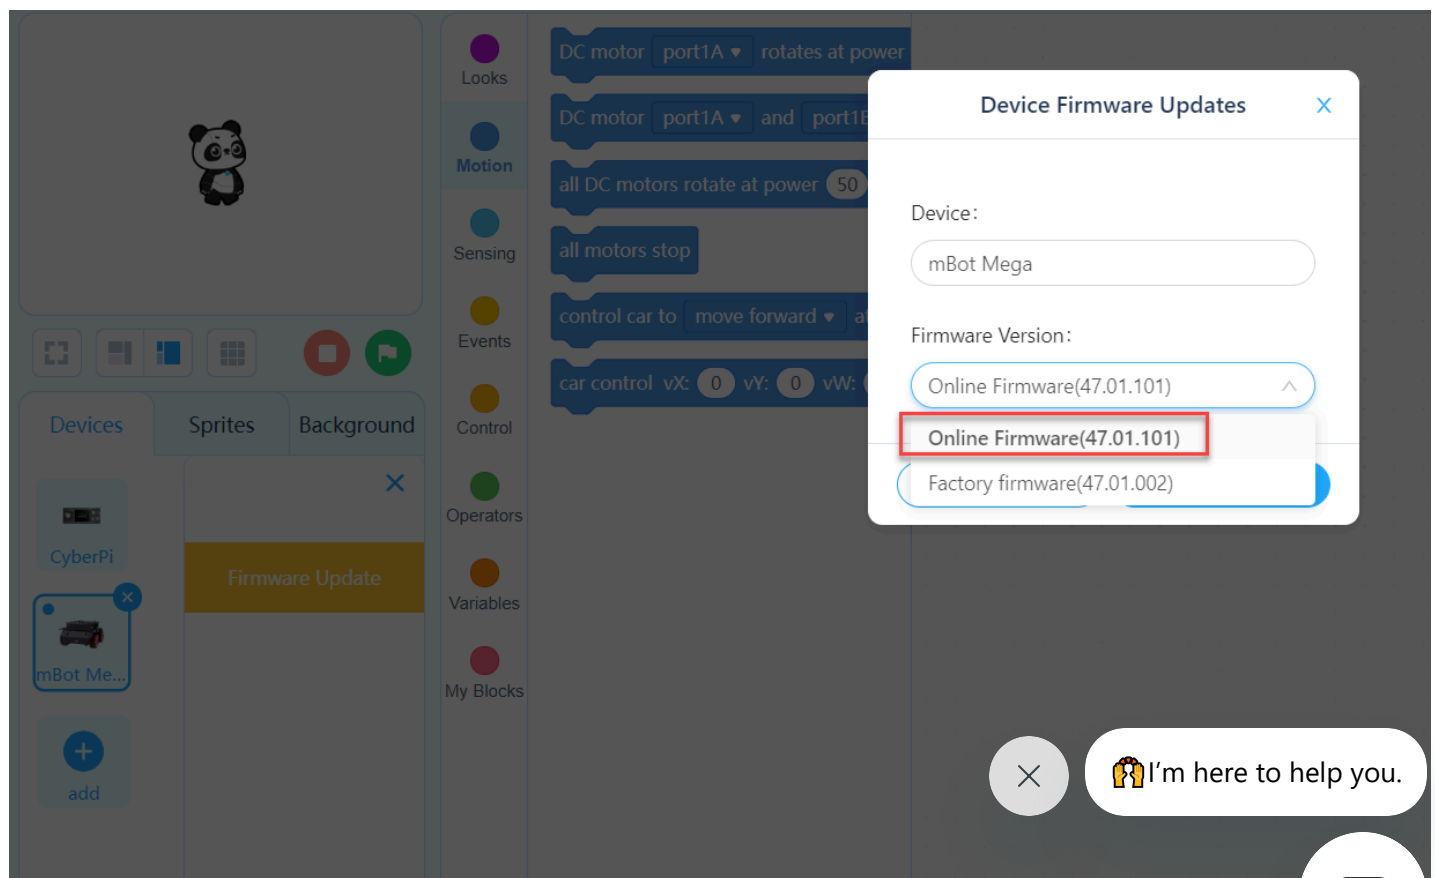 Looks
Motion
Sensing
Events
Control
Operators
Variables
My Blocks
DC motor port1A rotates at power
DC motor port1A and port1B
all DC motors rotate at power 50
all motors stop
control car to move forward at
car control vX: 0 vY: 0 vW:
Devices
Sprites
Background
CyberPi
mBot Me...
add
Firmware Update
Device Firmware Updates
Device:
mBot Mega
Firmware Version:
Online Firmware(47.01.101)
Online Firmware(47.01.101)
Factory firmware(47.01.002)
I'm here to help you.